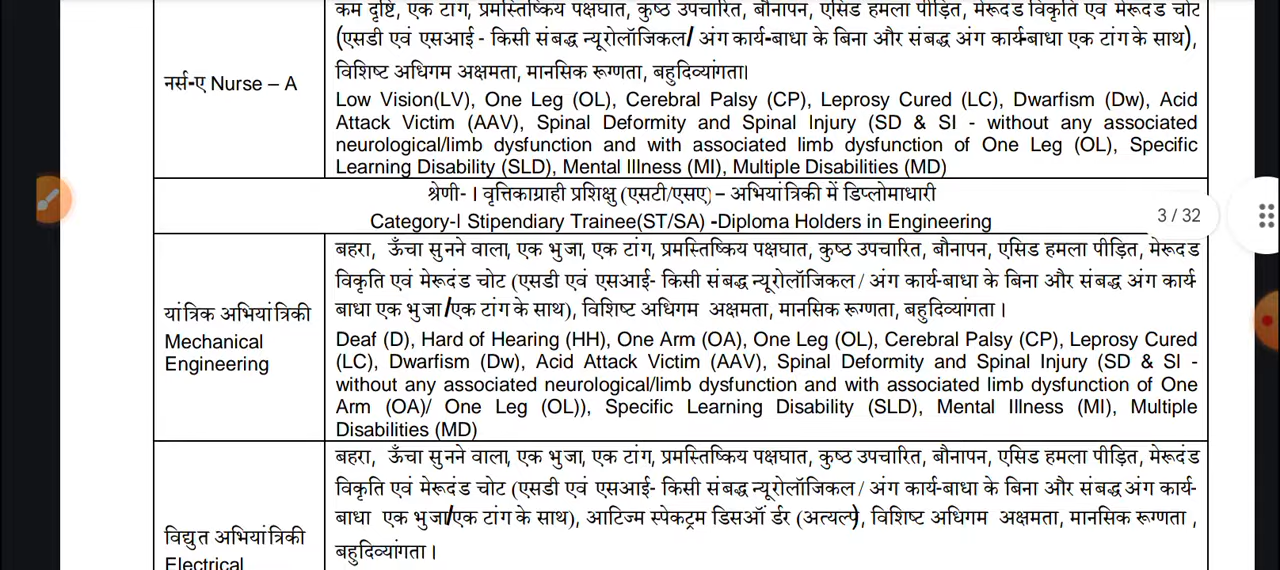 कम दृष्टि, एक टांग, प्रमस्तिष्किय पक्षघात, कुष्ठ उपचारित, बौनापन, एसिड हमला पीड़ित, मेरूदड विकृति एवं मेरूदड चोट
(एसडी एवं एसआई - किसी संबद्ध न्यूरोलॉजिकल/ अंग कार्य-बाधा के बिना और संबद्ध अंग कार्य-बाधा एक टांग के साथ),
विशिष्ट अधिगम अक्षमता, मानसिक रूग्णता, बहुदिव्यांगता।
नर्स-ए Nurse – A
Low Vision(LV), One Leg (OL), Cerebral Palsy (CP), Leprosy Cured (LC), Dwarfism (Dw), Acid
Attack Victim (AAV), Spinal Deformity and Spinal Injury (SD & SI - without any associated
neurological/limb dysfunction and with associated limb dysfunction of One Leg (OL), Specific
Learning Disability (SLD), Mental Illness (MI), Multiple Disabilities (MD)
श्रेणी- I वृत्तिकाग्राही प्रशिक्षु (एसटी/एसए) – अभियांत्रिकी में डिप्लोमाधारी
Category-I Stipendiary Trainee(ST/SA) -Diploma Holders in Engineering
3 / 32
बहरा, ऊँचा सुनने वाला, एक भुजा, एक टांग, प्रमस्तिष्किय पक्षघात, कुष्ठ उपचारित, बौनापन, एसिड हमला पीड़ित, मेरूदड
विकृति एवं मेरूदंड चोट (एसडी एवं एसआई- किसी संबद्ध न्यूरोलॉजिकल / अंग कार्य-बाधा के बिना और संबद्ध अंग कार्य-
बाधा एक भुजा/एक टांग के साथ), विशिष्ट अधिगम अक्षमता, मानसिक रूग्णता, बहुदिव्यांगता ।
यांत्रिक अभियांत्रिकी
Mechanical
Engineering
Deaf (D), Hard of Hearing (HH), One Arm (OA), One Leg (OL), Cerebral Palsy (CP), Leprosy Cured
(LC), Dwarfism (Dw), Acid Attack Victim (AAV), Spinal Deformity and Spinal Injury (SD & SI -
without any associated neurological/limb dysfunction and with associated limb dysfunction of One
Arm (OA)/ One Leg (OL)), Specific Learning Disability (SLD), Mental Illness (MI), Multiple
Disabilities (MD)
बहरा, ऊँचा सुनने वाला, एक भुजा, एक टांग, प्रमस्तिष्किय पक्षघात, कुष्ठ उपचारित, बौनापन, एसिड हमला पीड़ित, मेरूदड
विकृति एवं मेरूदंड चोट (एसडी एवं एसआई- किसी संबद्ध न्यूरोलॉजिकल / अंग कार्य-बाधा के बिना और संबद्ध अंग कार्य-
बाधा एक भुजा/एक टांग के साथ), आटिज्म स्पेकट्रम डिसऑर्डर (अत्यल्प), विशिष्ट अधिगम अक्षमता, मानसिक रूग्णता ,
बहुदिव्यांगता ।
विद्युत अभियांत्रिकी
Electrical